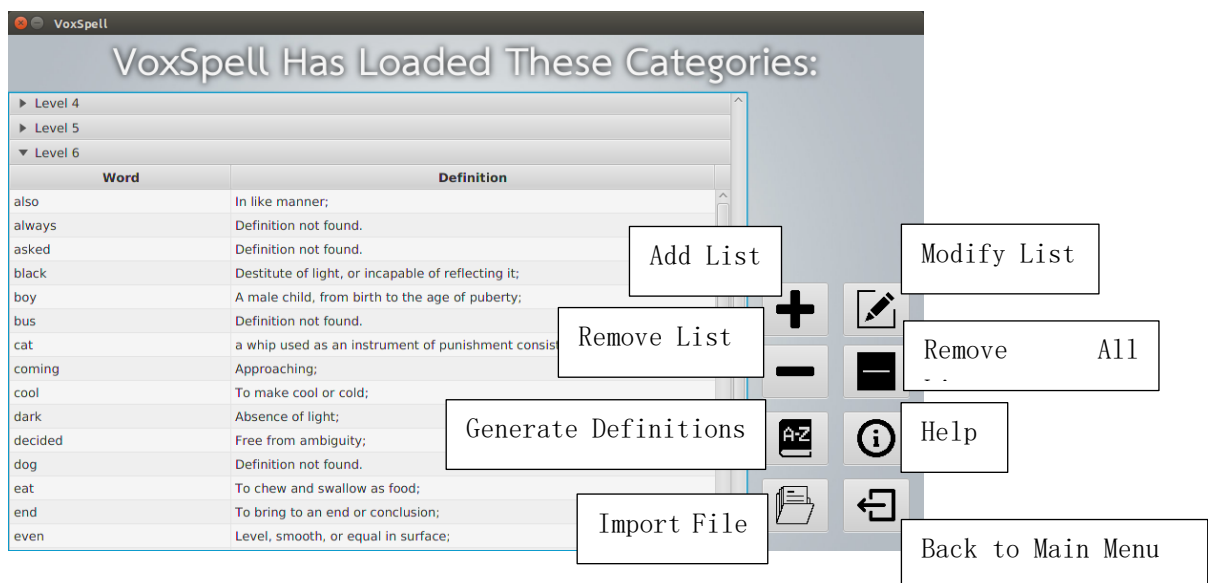 VoxSpell
VoxSpell Has Loaded These Categories:
Level 4
Level 5
Level 6
Word Definition
also In like manner;
always Definition not found.
asked Definition not found.
black Destitute of light, or incapable of reflecting it;
boy A male child, from birth to the age of puberty;
bus Definition not found.
cat a whip used as an instrument of punishment consist
coming Approaching;
cool To make cool or cold;
dark Absence of light;
decided Free from ambiguity;
dog Definition not found.
eat To chew and swallow as food;
end To bring to an end or conclusion;
even Level, smooth, or equal in surface;
Add List
Modify List
Remove List
Remove All
Generate Definitions
A-Z
Help
Import File
Back to Main Menu